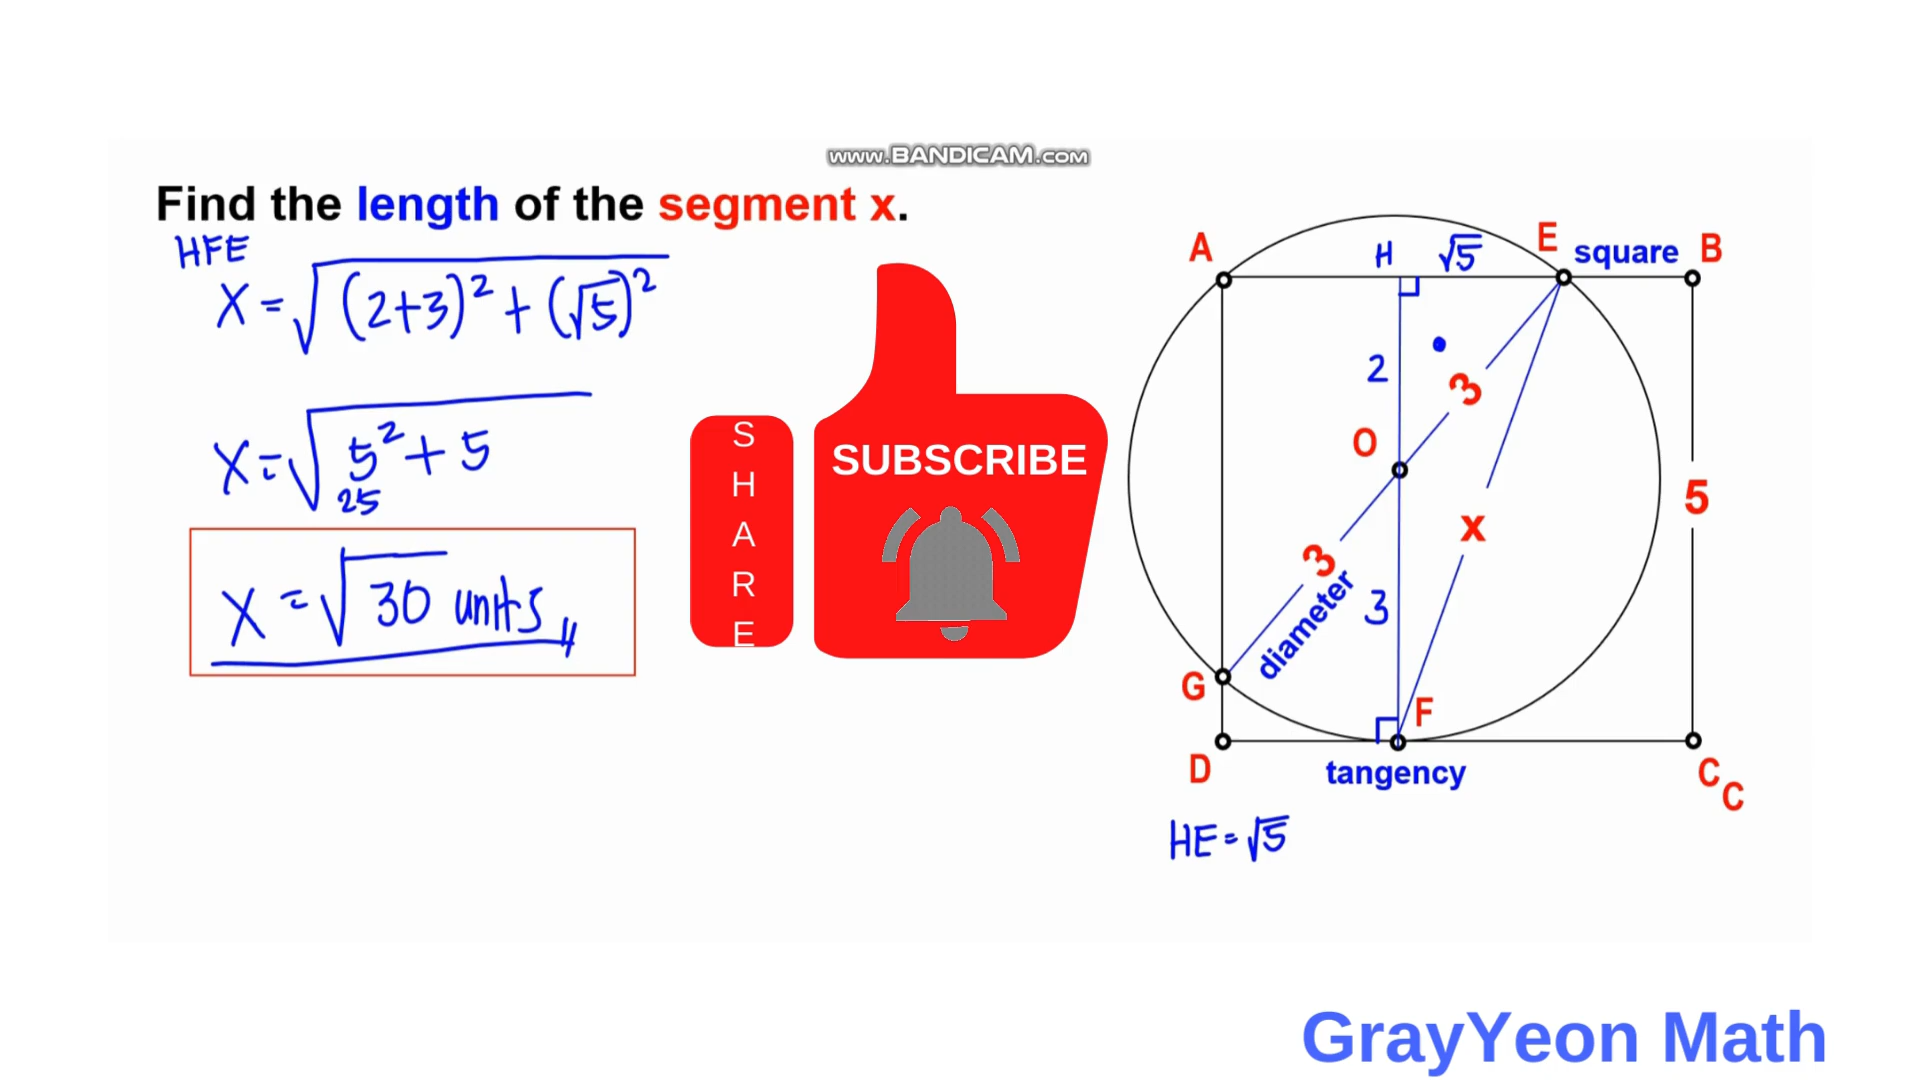 www.BANDICAM.com
Find the length of the segment x.
HFE
x = √(2+3)² + (√5)²
x = √5² + 5
25
x = √30 units
S
H
A
R
E
SUBSCRIBE
A
H
√5
E
square
B
2
3
O
5
x
3
diameter
3
G
F
D
tangency
C
C
HE = √5
GrayYeon Math